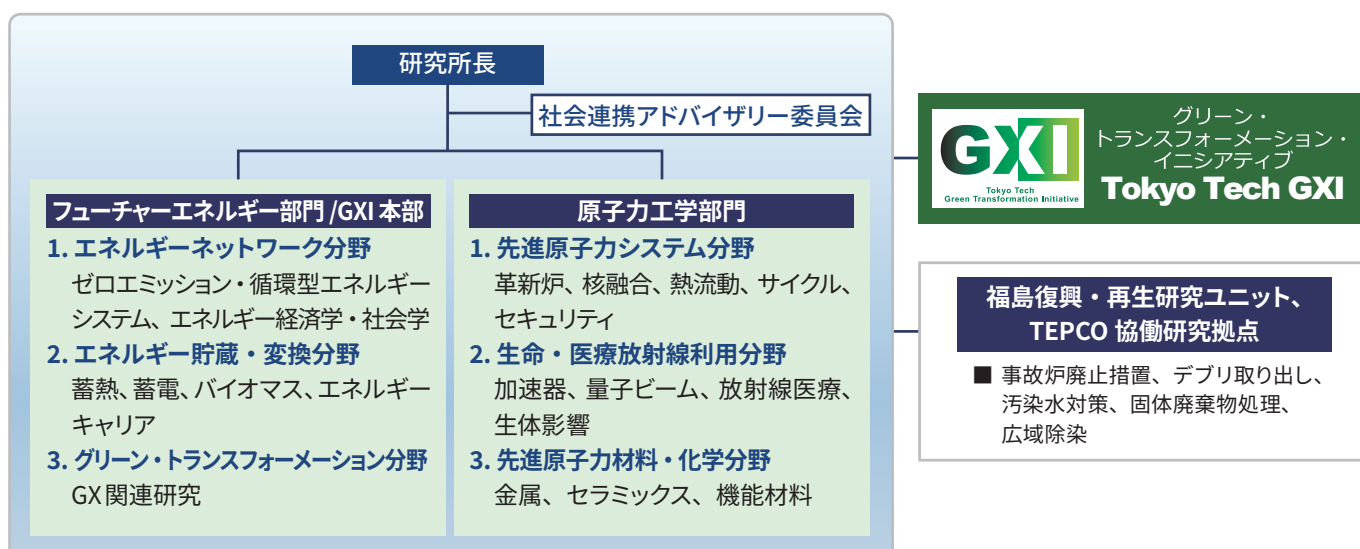 研究所長
社会連携アドバイザリー委員会
フューチャーエネルギー部門/GXI 本部
1. エネルギーネットワーク分野
ゼロエミッション・循環型エネルギー
システム、エネルギー経済学・社会学
2. エネルギー貯蔵・変換分野
蓄熱、蓄電、バイオマス、エネルギー
キャリア
3. グリーン・トランスフォーメーション分野
GX 関連研究
原子力工学部門
1. 先進原子力システム分野
革新炉、核融合、熱流動、サイクル、
セキュリティ
2. 生命・医療放射線利用分野
加速器、量子ビーム、放射線医療、
生体影響
3. 先進原子力材料・化学分野
金属、セラミックス、機能材料
GXI
Tokyo Tech
Green Transformation Initiative
グリーン・
トランスフォーメーション・
イニシアティブ
Tokyo Tech GXI
福島復興・再生研究ユニット、
TEPCO 協働研究拠点
■ 事故炉廃止措置、デブリ取り出し、
汚染水対策、固体廃棄物処理、
広域除染